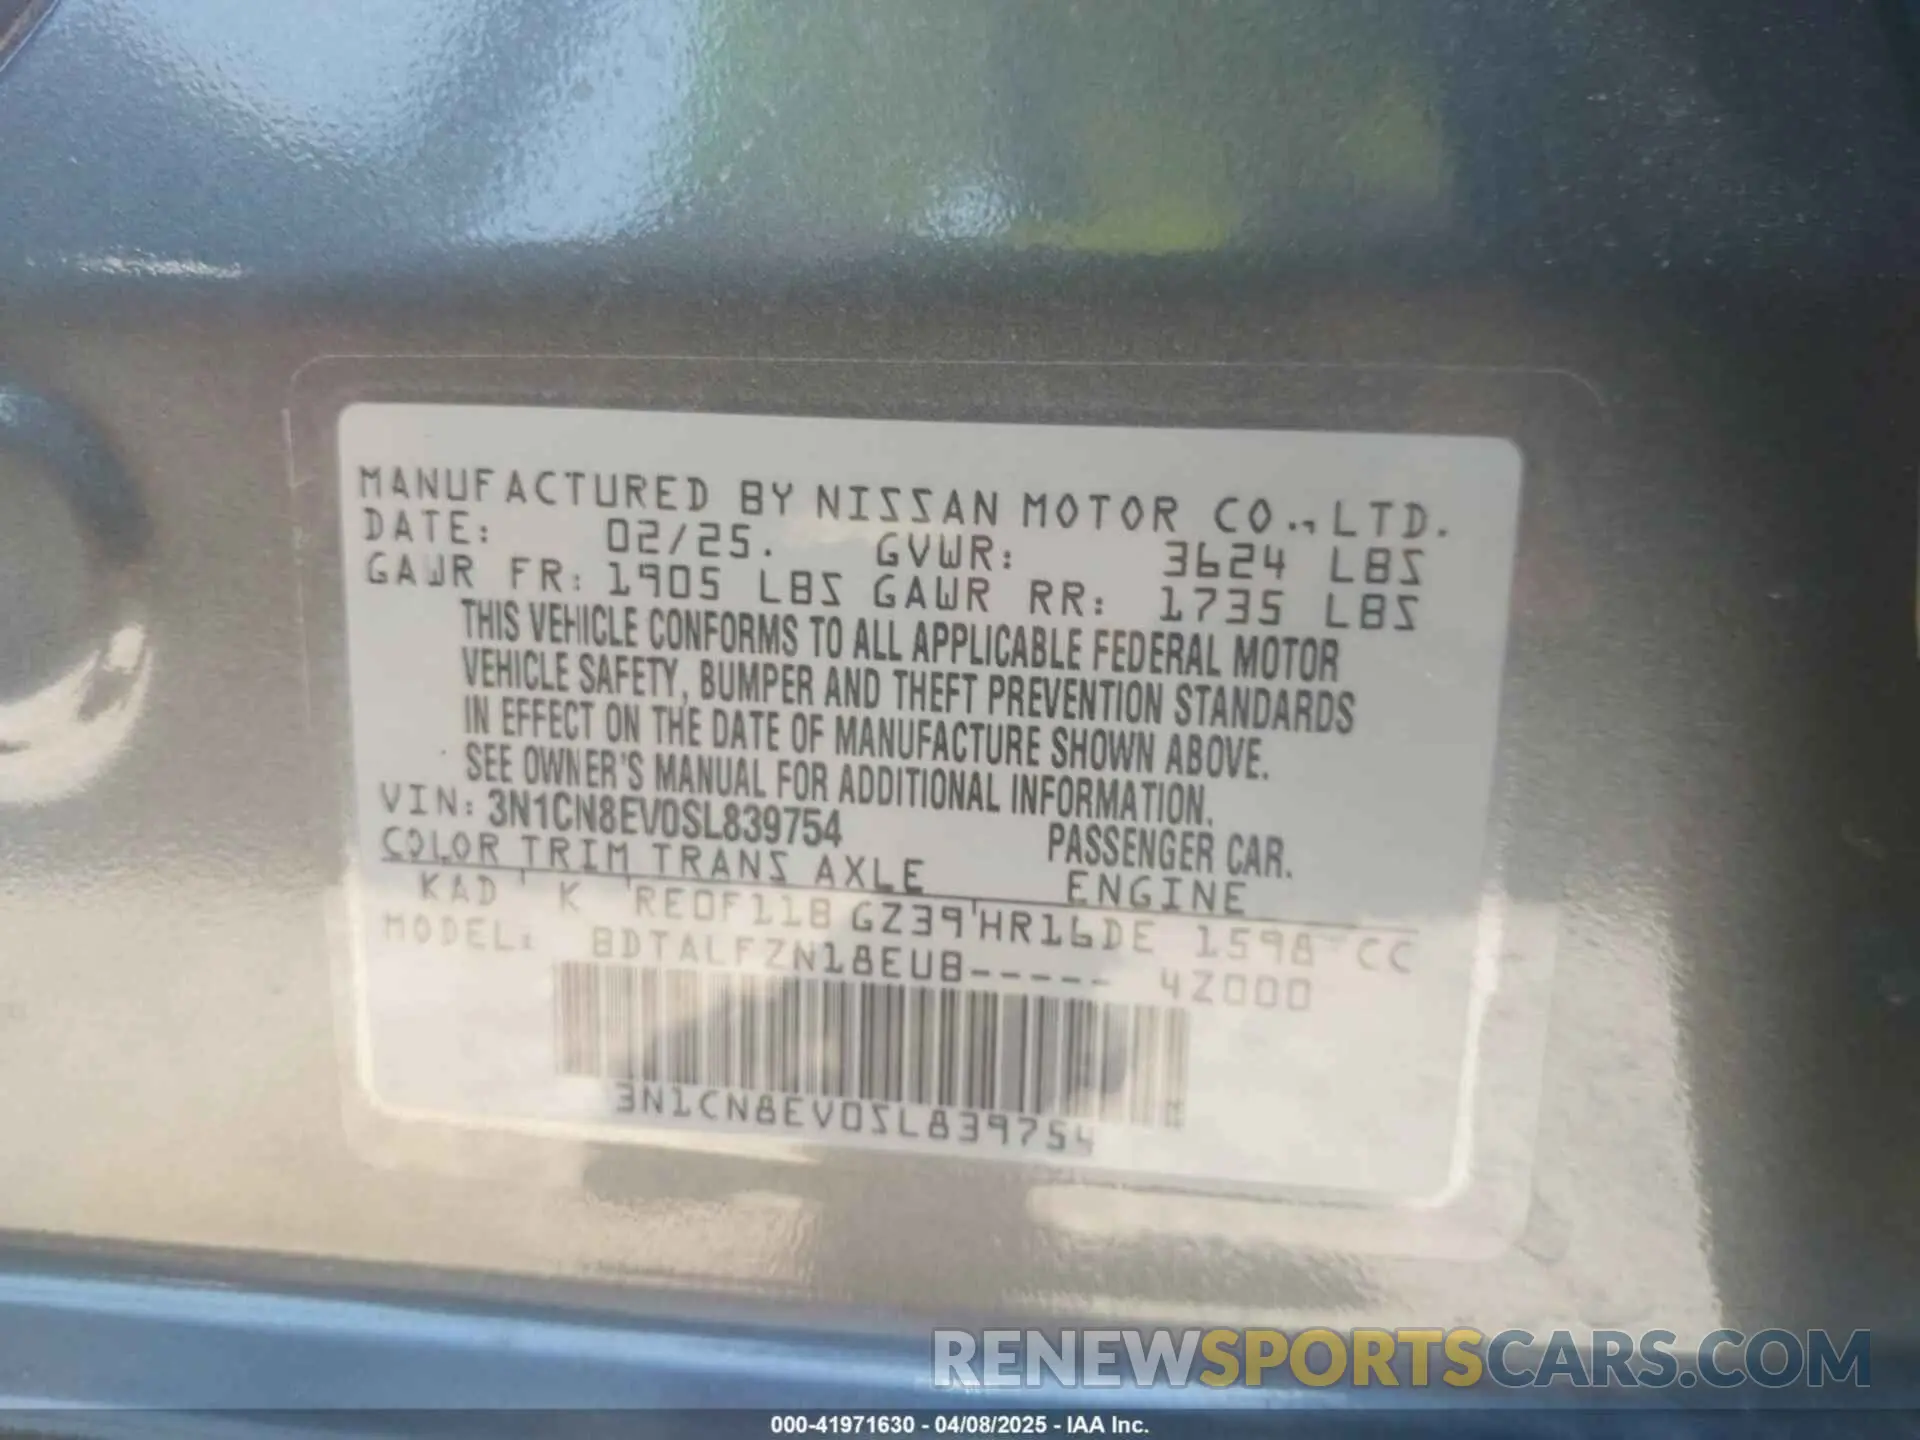 MANUFACTURED BY NISSAN MOTOR CO., LTD.
DATE: 02/25. GVWR: 3624 LBS
GAWR FR: 1905 LBS GAWR RR: 1735 LBS
THIS VEHICLE CONFORMS TO ALL APPLICABLE FEDERAL MOTOR
VEHICLE SAFETY, BUMPER AND THEFT PREVENTION STANDARDS
IN EFFECT ON THE DATE OF MANUFACTURE SHOWN ABOVE.
SEE OWNER'S MANUAL FOR ADDITIONAL INFORMATION.
VIN: 3N1CN8EV0SL839754 PASSENGER CAR.
COLOR TRIM TRANS AXLE ENGINE
KAD K RE0F11B GZ39 HR16DE 1598 CC
MODEL: BDTALFZN18EUB----- 4Z000
3N1CN8EV0SL839754
RENEWSPORTSCARS.COM
000-41971630 - 04/08/2025 - IAA Inc.